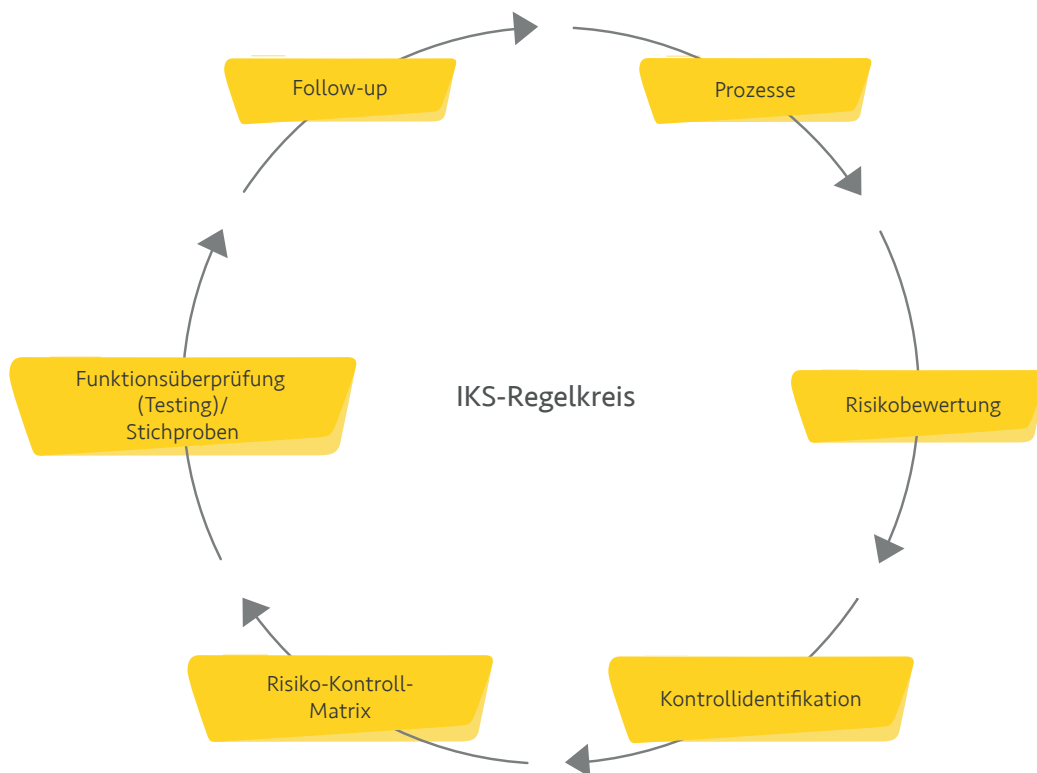 Follow-up
Prozesse
Funktionsüberprüfung
(Testing)/
Stichproben
IKS-Regelkreis
Risikobewertung
Risiko-Kontroll-
Matrix
Kontrollidentifikation